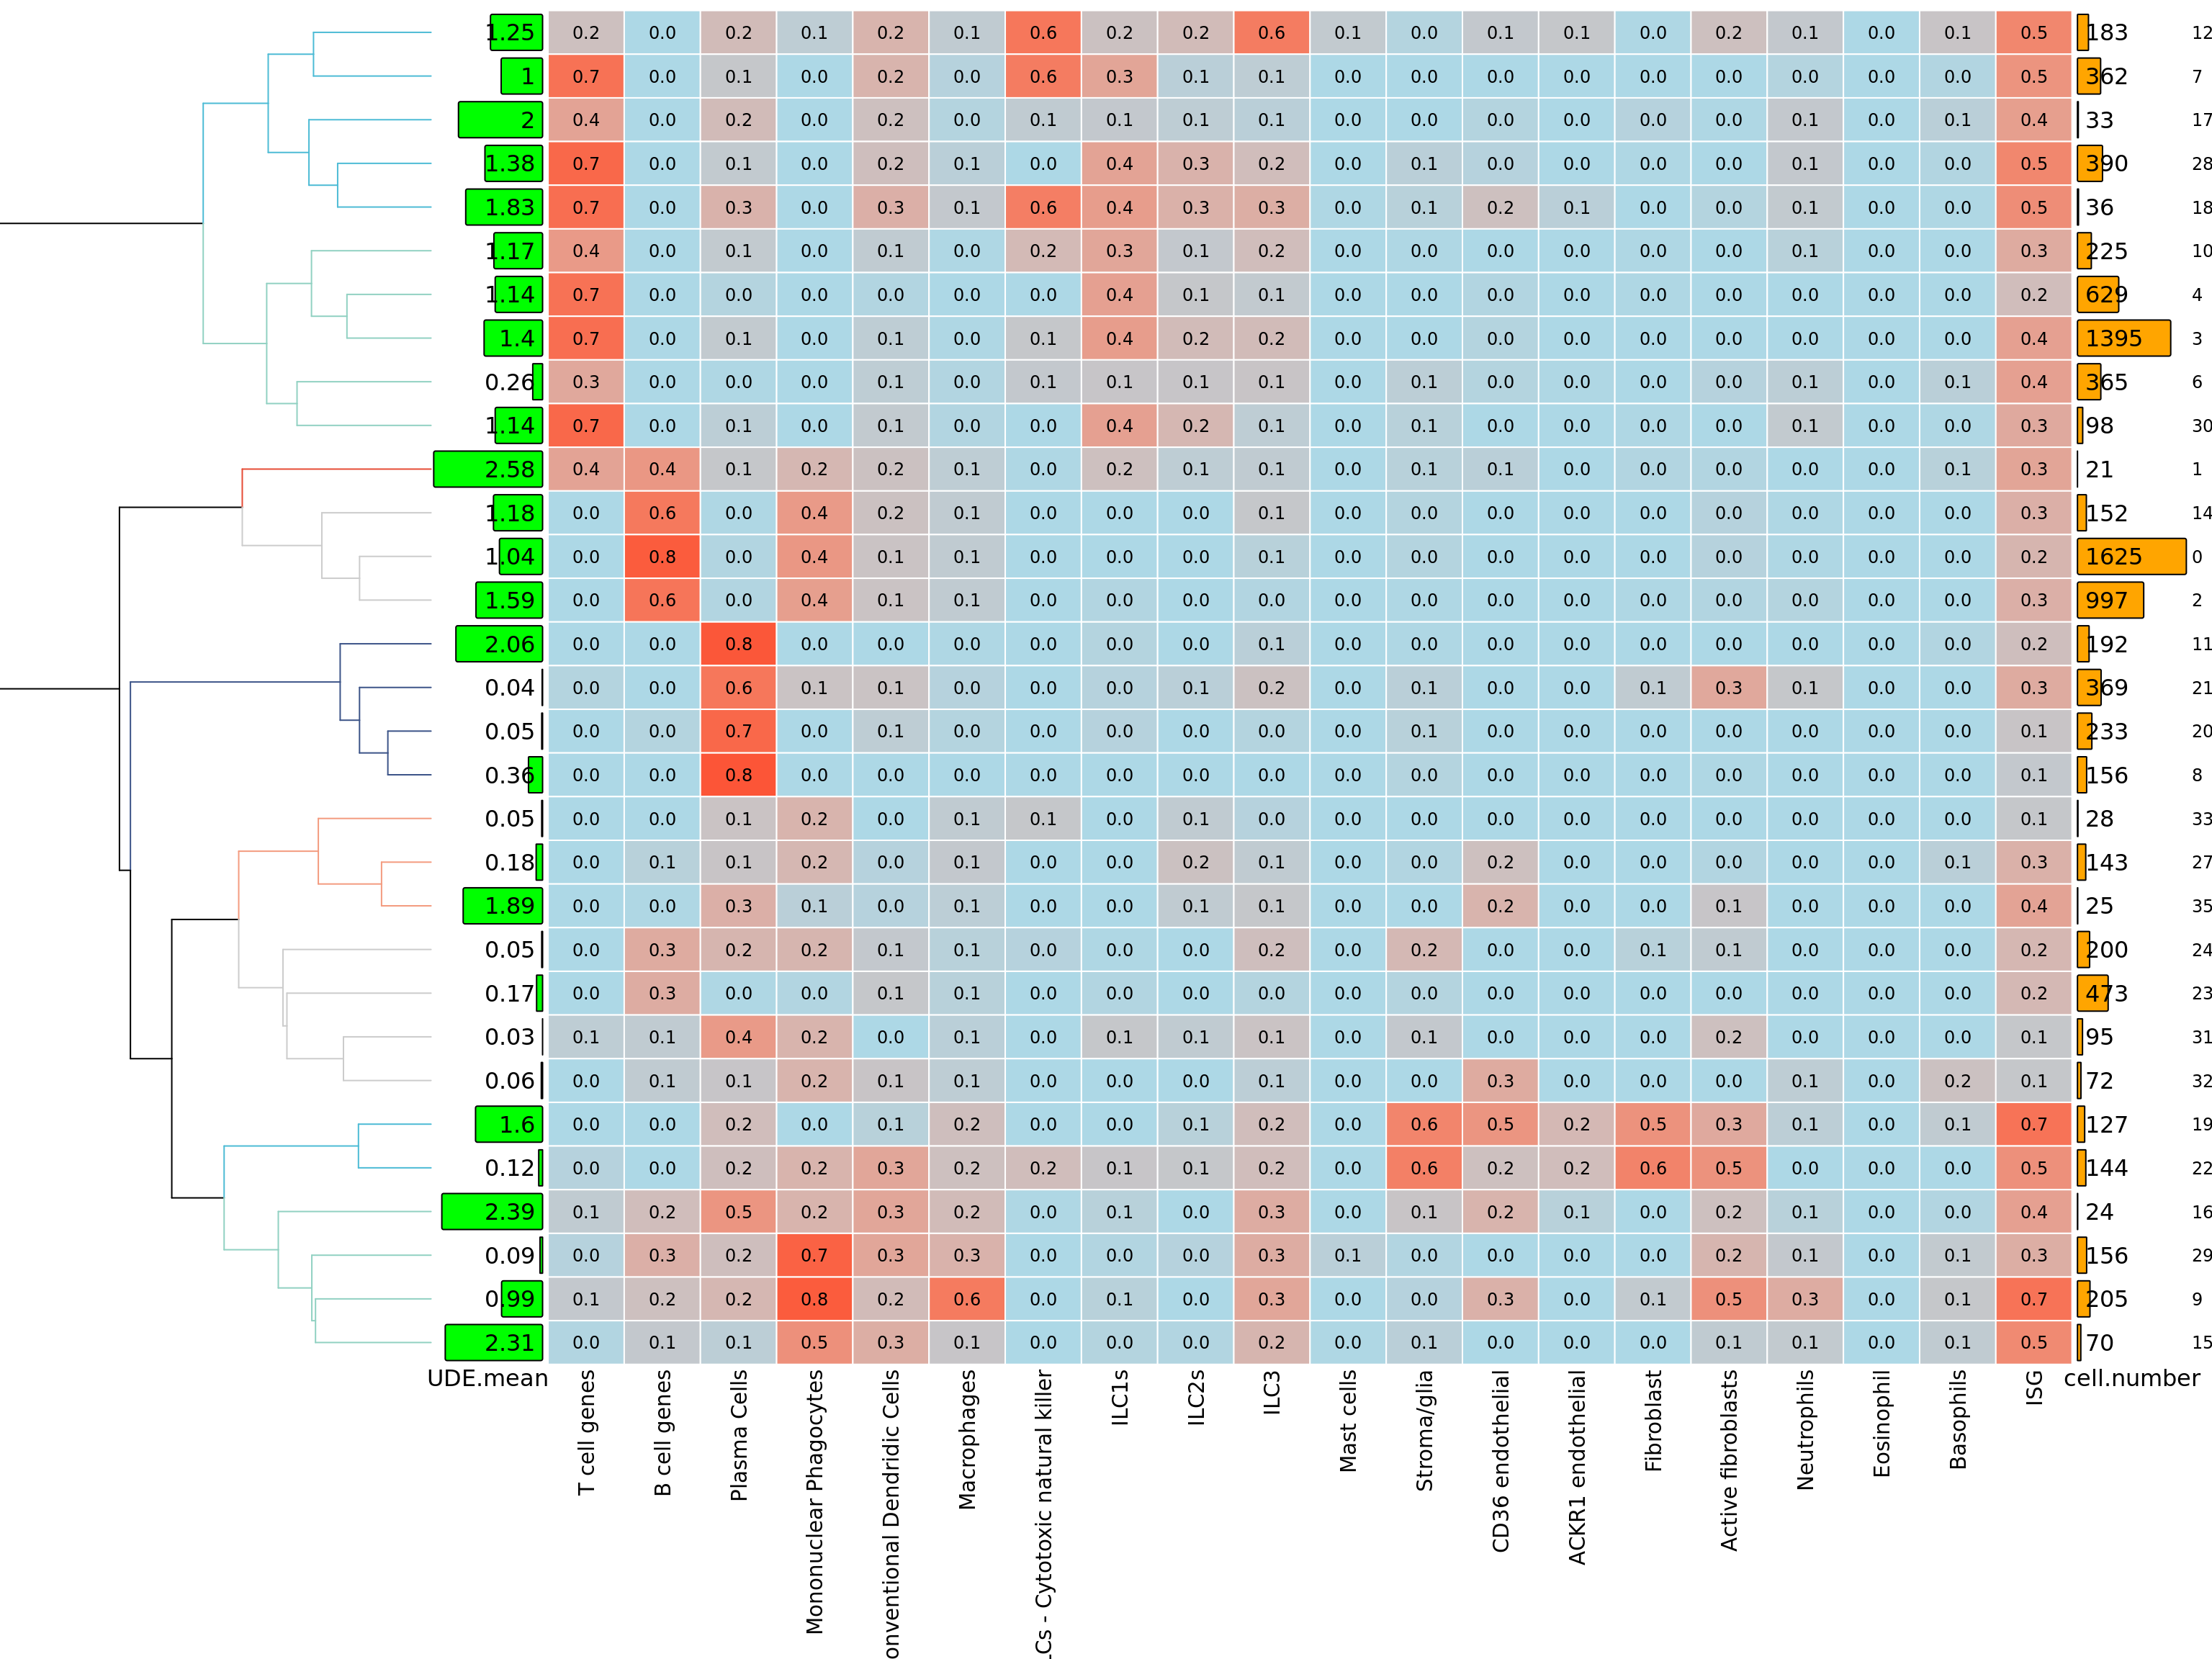 1.25 0.2 0.0 0.2 0.1 0.2 0.1 0.6 0.2 0.2 0.6 0.1 0.0 0.1 0.1 0.0 0.2 0.1 0.0 0.1 0.5 183 12
1 0.7 0.0 0.1 0.0 0.2 0.0 0.6 0.3 0.1 0.1 0.0 0.0 0.0 0.0 0.0 0.0 0.0 0.0 0.0 0.5 362 7
2 0.4 0.0 0.2 0.0 0.2 0.0 0.1 0.1 0.1 0.1 0.0 0.0 0.0 0.0 0.0 0.0 0.1 0.0 0.1 0.4 33 17
1.38 0.7 0.0 0.1 0.0 0.2 0.1 0.0 0.4 0.3 0.2 0.0 0.1 0.0 0.0 0.0 0.0 0.1 0.0 0.0 0.5 390 28
1.83 0.7 0.0 0.3 0.0 0.3 0.1 0.6 0.4 0.3 0.3 0.0 0.1 0.2 0.1 0.0 0.0 0.1 0.0 0.0 0.5 36 18
1.17 0.4 0.0 0.1 0.0 0.1 0.0 0.2 0.3 0.1 0.2 0.0 0.0 0.0 0.0 0.0 0.0 0.1 0.0 0.0 0.3 225 10
1.14 0.7 0.0 0.0 0.0 0.0 0.0 0.0 0.4 0.1 0.1 0.0 0.0 0.0 0.0 0.0 0.0 0.0 0.0 0.0 0.2 629 4
1.4 0.7 0.0 0.1 0.0 0.1 0.0 0.1 0.4 0.2 0.2 0.0 0.0 0.0 0.0 0.0 0.0 0.0 0.0 0.0 0.4 1395 3
0.26 0.3 0.0 0.0 0.0 0.1 0.0 0.1 0.1 0.1 0.1 0.0 0.1 0.0 0.0 0.0 0.0 0.1 0.0 0.1 0.4 365 6
1.14 0.7 0.0 0.1 0.0 0.1 0.0 0.0 0.4 0.2 0.1 0.0 0.1 0.0 0.0 0.0 0.0 0.1 0.0 0.0 0.3 98 30
2.58 0.4 0.4 0.1 0.2 0.2 0.1 0.0 0.2 0.1 0.1 0.0 0.1 0.1 0.0 0.0 0.0 0.0 0.0 0.1 0.3 21 1
1.18 0.0 0.6 0.0 0.4 0.2 0.1 0.0 0.0 0.0 0.1 0.0 0.0 0.0 0.0 0.0 0.0 0.0 0.0 0.0 0.3 152 14
1.04 0.0 0.8 0.0 0.4 0.1 0.1 0.0 0.0 0.0 0.1 0.0 0.0 0.0 0.0 0.0 0.0 0.0 0.0 0.0 0.2 1625 0
1.59 0.0 0.6 0.0 0.4 0.1 0.1 0.0 0.0 0.0 0.0 0.0 0.0 0.0 0.0 0.0 0.0 0.0 0.0 0.0 0.3 997 2
2.06 0.0 0.0 0.8 0.0 0.0 0.0 0.0 0.0 0.0 0.1 0.0 0.0 0.0 0.0 0.0 0.0 0.0 0.0 0.0 0.2 192 11
0.04 0.0 0.0 0.6 0.1 0.1 0.0 0.0 0.0 0.1 0.2 0.0 0.1 0.0 0.0 0.1 0.3 0.1 0.0 0.0 0.3 369 21
0.05 0.0 0.0 0.7 0.0 0.1 0.0 0.0 0.0 0.0 0.0 0.0 0.1 0.0 0.0 0.0 0.0 0.0 0.0 0.0 0.1 233 20
0.36 0.0 0.0 0.8 0.0 0.0 0.0 0.0 0.0 0.0 0.0 0.0 0.0 0.0 0.0 0.0 0.0 0.0 0.0 0.0 0.1 156 8
0.05 0.0 0.0 0.1 0.2 0.0 0.1 0.1 0.0 0.1 0.0 0.0 0.0 0.0 0.0 0.0 0.0 0.0 0.0 0.0 0.1 28 33
0.18 0.0 0.1 0.1 0.2 0.0 0.1 0.0 0.0 0.2 0.1 0.0 0.0 0.2 0.0 0.0 0.0 0.0 0.0 0.1 0.3 143 27
1.89 0.0 0.0 0.3 0.1 0.0 0.1 0.0 0.0 0.1 0.1 0.0 0.0 0.2 0.0 0.0 0.1 0.0 0.0 0.0 0.4 25 35
0.05 0.0 0.3 0.2 0.2 0.1 0.1 0.0 0.0 0.0 0.2 0.0 0.2 0.0 0.0 0.1 0.1 0.0 0.0 0.0 0.2 200 24
0.17 0.0 0.3 0.0 0.0 0.1 0.1 0.0 0.0 0.0 0.0 0.0 0.0 0.0 0.0 0.0 0.0 0.0 0.0 0.0 0.2 473 23
0.03 0.1 0.1 0.4 0.2 0.0 0.1 0.0 0.1 0.1 0.1 0.0 0.1 0.0 0.0 0.0 0.2 0.0 0.0 0.0 0.1 95 31
0.06 0.0 0.1 0.1 0.2 0.1 0.1 0.0 0.0 0.0 0.1 0.0 0.0 0.3 0.0 0.0 0.0 0.1 0.0 0.2 0.1 72 32
1.6 0.0 0.0 0.2 0.0 0.1 0.2 0.0 0.0 0.1 0.2 0.0 0.6 0.5 0.2 0.5 0.3 0.1 0.0 0.1 0.7 127 19
0.12 0.0 0.0 0.2 0.2 0.3 0.2 0.2 0.1 0.1 0.2 0.0 0.6 0.2 0.2 0.6 0.5 0.0 0.0 0.0 0.5 144 22
2.39 0.1 0.2 0.5 0.2 0.3 0.2 0.0 0.1 0.0 0.3 0.0 0.1 0.2 0.1 0.0 0.2 0.1 0.0 0.0 0.4 24 16
0.09 0.0 0.3 0.2 0.7 0.3 0.3 0.0 0.0 0.0 0.3 0.1 0.0 0.0 0.0 0.0 0.2 0.1 0.0 0.1 0.3 156 29
0.99 0.1 0.2 0.2 0.8 0.2 0.6 0.0 0.1 0.0 0.3 0.0 0.0 0.3 0.0 0.1 0.5 0.3 0.0 0.1 0.7 205 9
2.31 0.0 0.1 0.1 0.5 0.3 0.1 0.0 0.0 0.0 0.2 0.0 0.1 0.0 0.0 0.0 0.1 0.1 0.0 0.1 0.5 70 15
UDE.mean
T cell genes
B cell genes
Plasma Cells
Mononuclear Phagocytes
onventional Dendridic Cells
Macrophages
Cs - Cytotoxic natural killer
ILC1s
ILC2s
ILC3
Mast cells
Stroma/glia
CD36 endothelial
ACKR1 endothelial
Fibroblast
Active fibroblasts
Neutrophils
Eosinophil
Basophils
ISG
cell.number